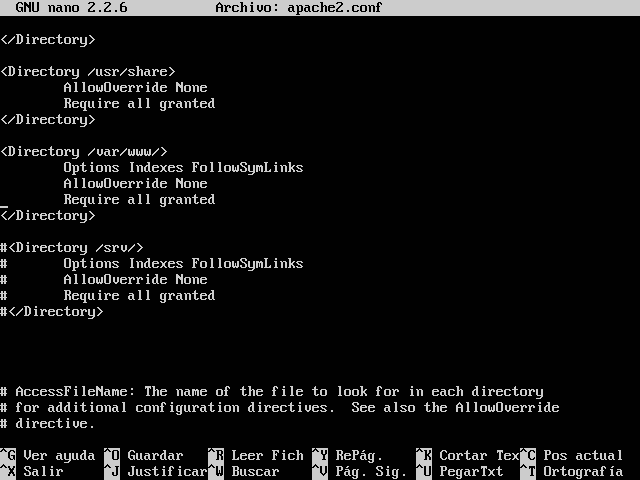 GNU nano 2.2.6 Archivo: apache2.conf
</Directory>
<Directory /usr/share>
AllowOverride None
Require all granted
</Directory>
<Directory /var/www/>
Options Indexes FollowSymLinks
AllowOverride None
Require all granted
</Directory>
#<Directory /srv/>
# Options Indexes FollowSymLinks
# AllowOverride None
# Require all granted
#</Directory>
# AccessFileName: The name of the file to look for in each directory
# for additional configuration directives.  See also the AllowOverride
# directive.
^G Ver ayuda ^O Guardar ^R Leer Fich ^Y RePág. ^K Cortar Tex ^C Pos actual
^X Salir ^J Justificar ^W Buscar ^V Pág. Sig. ^U PegarTxt ^T Ortografía